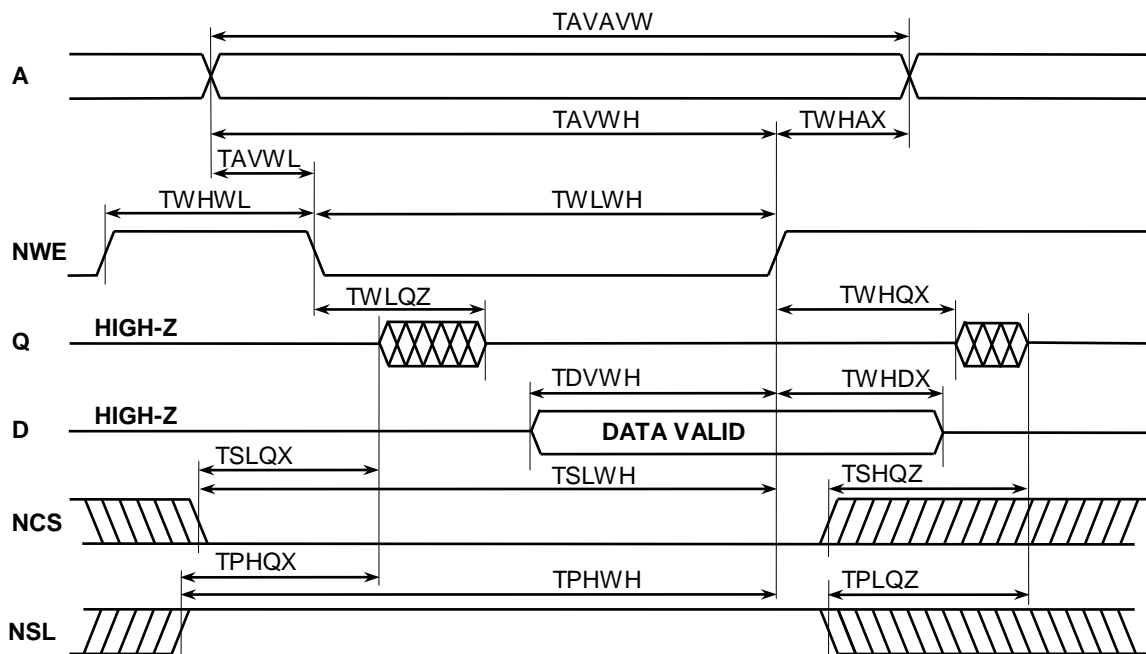 TAVAVW
A
TAVWH
TWHAX
TAVWL
TWHWL
TWLWH
NWE
TWLQZ
TWHQX
HIGH-Z
Q
TDVWH
TWHDX
HIGH-Z
D
DATA VALID
TSLQX
TSLWH
TSHQZ
NCS
TPHQX
TPHWH
TPLQZ
NSL